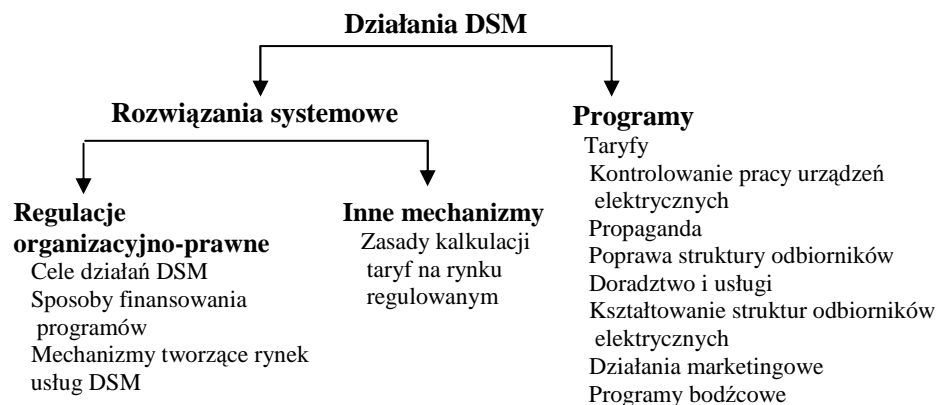 Działania DSM
Rozwiązania systemowe
Regulacje
organizacyjno-prawne
Cele działań DSM
Sposoby finansowania
programów
Mechanizmy tworzące rynek
usług DSM
Inne mechanizmy
Zasady kalkulacji
taryf na rynku
regulowanym
Programy
Taryfy
Kontrolowanie pracy urządzeń
elektrycznych
Propaganda
Poprawa struktury odbiorników
Doradztwo i usługi
Kształtowanie struktur odbiorników
elektrycznych
Działania marketingowe
Programy bodźcowe